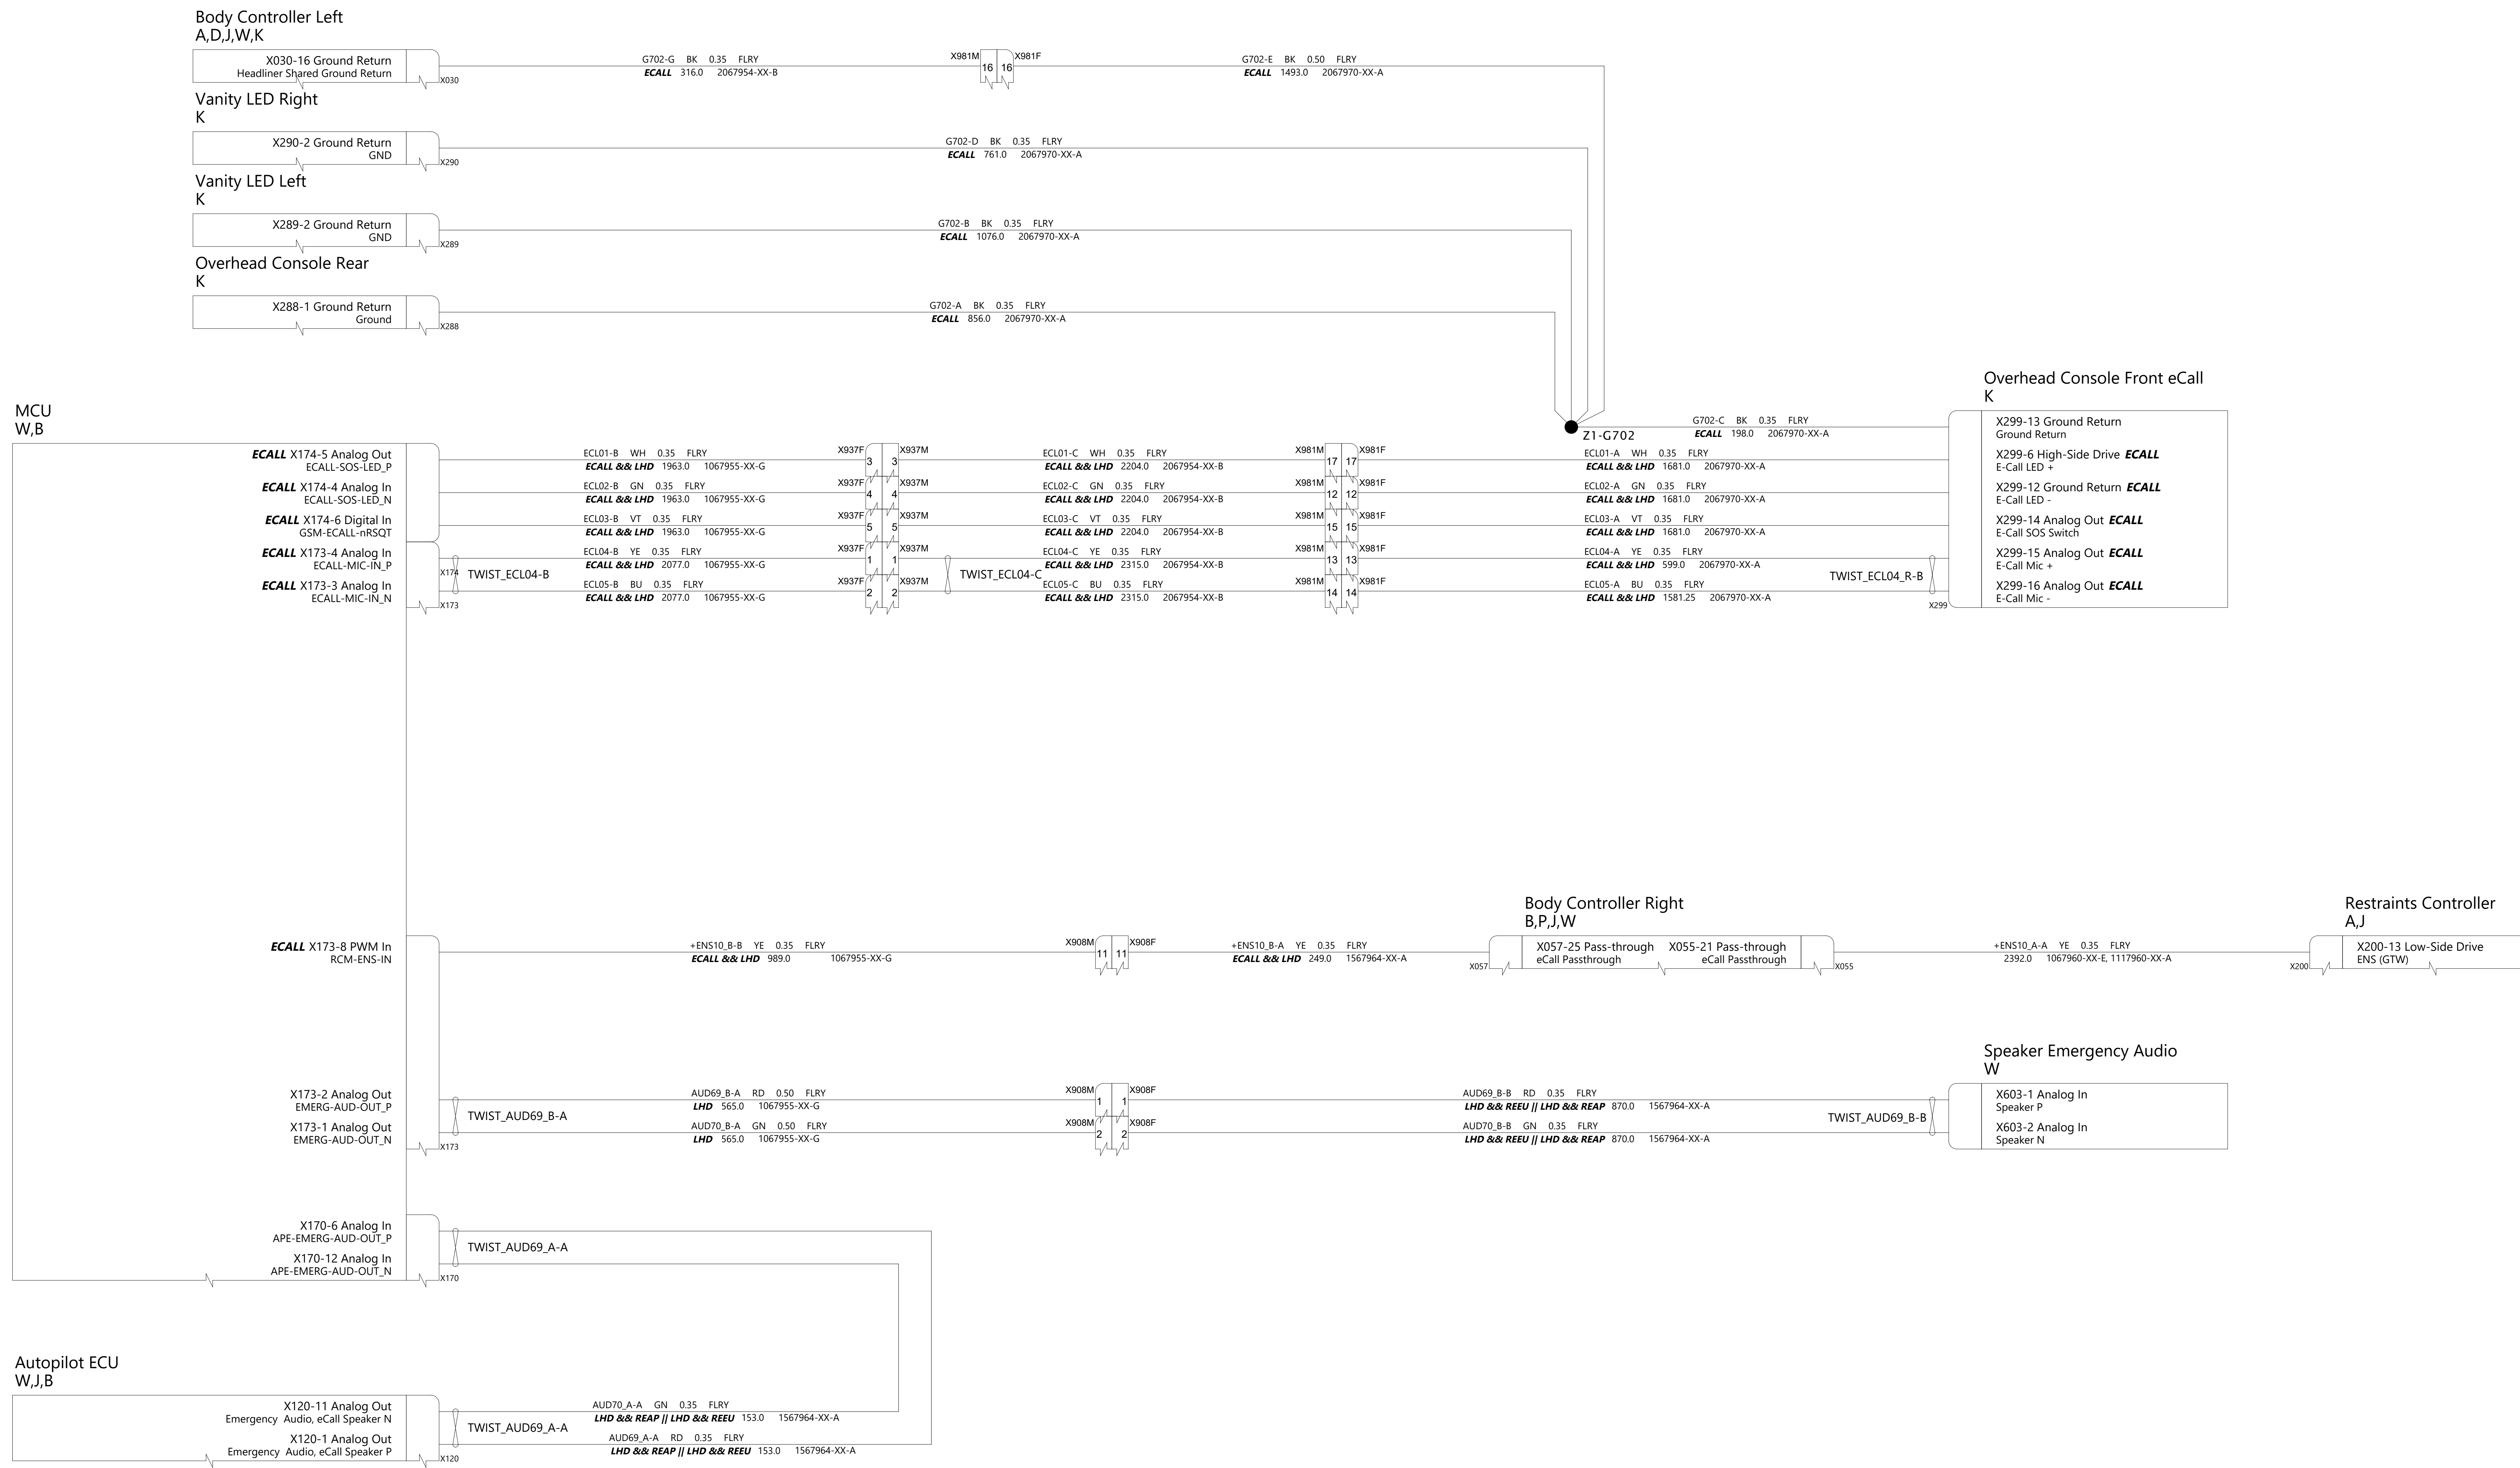 Body Controller Left
A,D,J,W,K
X030-16 Ground Return
Headliner Shared Ground Return
X030
G702-G BK 0.35 FLRY
ECALL 316.0 2067954-XX-B
X981M
16 16
X981F
G702-E BK 0.50 FLRY
ECALL 1493.0 2067970-XX-A
Vanity LED Right
K
X290-2 Ground Return
GND
X290
G702-D BK 0.35 FLRY
ECALL 761.0 2067970-XX-A
Vanity LED Left
K
X289-2 Ground Return
GND
X289
G702-B BK 0.35 FLRY
ECALL 1076.0 2067970-XX-A
Overhead Console Rear
K
X288-1 Ground Return
Ground
X288
G702-A BK 0.35 FLRY
ECALL 856.0 2067970-XX-A
Z1-G702
G702-C BK 0.35 FLRY
ECALL 198.0 2067970-XX-A
Overhead Console Front eCall
K
X299-13 Ground Return
Ground Return
X299-6 High-Side Drive ECALL
E-Call LED +
X299-12 Ground Return ECALL
E-Call LED -
X299-14 Analog Out ECALL
E-Call SOS Switch
X299-15 Analog Out ECALL
E-Call Mic +
X299-16 Analog Out ECALL
E-Call Mic -
X299
MCU
W,B
ECALL X174-5 Analog Out
ECALL-SOS-LED_P
ECL01-B WH 0.35 FLRY
ECALL && LHD 1963.0 1067955-XX-G
X937F
3 3
X937M
ECL01-C WH 0.35 FLRY
ECALL && LHD 2204.0 2067954-XX-B
X981M
17 17
X981F
ECL01-A WH 0.35 FLRY
ECALL && LHD 1681.0 2067970-XX-A
ECALL X174-4 Analog In
ECALL-SOS-LED_N
ECL02-B GN 0.35 FLRY
ECALL && LHD 1963.0 1067955-XX-G
X937F
4 4
X937M
ECL02-C GN 0.35 FLRY
ECALL && LHD 2204.0 2067954-XX-B
X981M
12 12
X981F
ECL02-A GN 0.35 FLRY
ECALL && LHD 1681.0 2067970-XX-A
ECALL X174-6 Digital In
GSM-ECALL-nRSQT
ECL03-B VT 0.35 FLRY
ECALL && LHD 1963.0 1067955-XX-G
X937F
5 5
X937M
ECL03-C VT 0.35 FLRY
ECALL && LHD 2204.0 2067954-XX-B
X981M
15 15
X981F
ECL03-A VT 0.35 FLRY
ECALL && LHD 1681.0 2067970-XX-A
ECALL X173-4 Analog In
ECALL-MIC-IN_P
X174
TWIST_ECL04-B
ECL04-B YE 0.35 FLRY
ECALL && LHD 2077.0 1067955-XX-G
X937F
1 1
X937M
TWIST_ECL04-C
ECL04-C YE 0.35 FLRY
ECALL && LHD 2315.0 2067954-XX-B
X981M
13 13
X981F
ECL04-A YE 0.35 FLRY
ECALL && LHD 599.0 2067970-XX-A
TWIST_ECL04_R-B
ECALL X173-3 Analog In
ECALL-MIC-IN_N
X173
ECL05-B BU 0.35 FLRY
ECALL && LHD 2077.0 1067955-XX-G
X937F
2 2
X937M
ECL05-C BU 0.35 FLRY
ECALL && LHD 2315.0 2067954-XX-B
X981M
14 14
X981F
ECL05-A BU 0.35 FLRY
ECALL && LHD 1581.25 2067970-XX-A
ECALL X173-8 PWM In
RCM-ENS-IN
+ENS10_B-B YE 0.35 FLRY
ECALL && LHD 989.0 1067955-XX-G
X908M
11 11
X908F
+ENS10_B-A YE 0.35 FLRY
ECALL && LHD 249.0 1567964-XX-A
Body Controller Right
B,P,J,W
X057-25 Pass-through X055-21 Pass-through
eCall Passthrough eCall Passthrough
X057
X055
+ENS10_A-A YE 0.35 FLRY
2392.0 1067960-XX-E, 1117960-XX-A
Restraints Controller
A,J
X200-13 Low-Side Drive
ENS (GTW)
X200
X173-2 Analog Out
EMERG-AUD-OUT_P
TWIST_AUD69_B-A
AUD69_B-A RD 0.50 FLRY
LHD 565.0 1067955-XX-G
X908M
1 1
X908F
AUD69_B-B RD 0.35 FLRY
LHD && REEU || LHD && REAP 870.0 1567964-XX-A
TWIST_AUD69_B-B
X173-1 Analog Out
EMERG-AUD-OUT_N
X173
AUD70_B-A GN 0.50 FLRY
LHD 565.0 1067955-XX-G
X908M
2 2
X908F
AUD70_B-B GN 0.35 FLRY
LHD && REEU || LHD && REAP 870.0 1567964-XX-A
Speaker Emergency Audio
W
X603-1 Analog In
Speaker P
X603-2 Analog In
Speaker N
X170-6 Analog In
APE-EMERG-AUD-OUT_P
TWIST_AUD69_A-A
X170-12 Analog In
APE-EMERG-AUD-OUT_N
X170
Autopilot ECU
W,J,B
X120-11 Analog Out
Emergency Audio, eCall Speaker N
TWIST_AUD69_A-A
AUD70_A-A GN 0.35 FLRY
LHD && REAP || LHD && REEU 153.0 1567964-XX-A
X120-1 Analog Out
Emergency Audio, eCall Speaker P
X120
AUD69_A-A RD 0.35 FLRY
LHD && REAP || LHD && REEU 153.0 1567964-XX-A